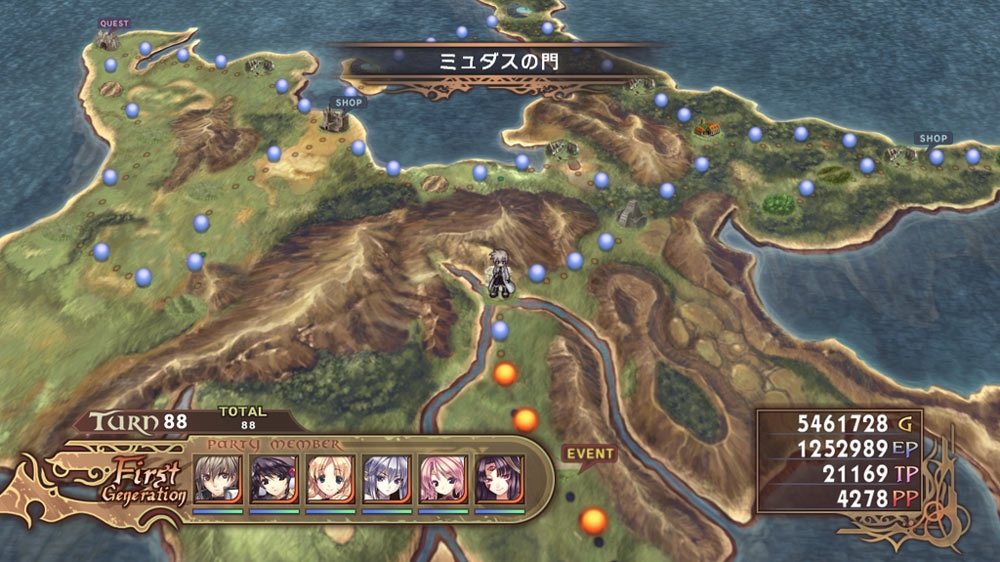 QUEST
ミュダスの門
SHOP
SHOP
TURN 88
TOTAL
88
PARTY MEMBER
First
Generation
EVENT
5461728 G
1252989 EP
21169 TP
4278 PP